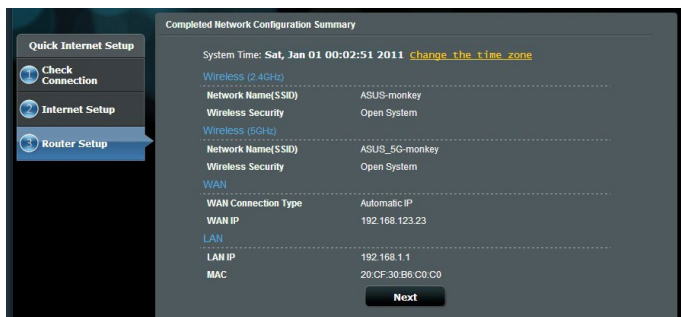 Completed Network Configuration Summary
Quick Internet Setup
1 Check Connection
2 Internet Setup
3 Router Setup
System Time: Sat, Jan 01 00:02:51 2011 Change the time zone
Wireless (2.4GHz)
Network Name(SSID) ASUS-monkey
Wireless Security Open System
Wireless (5GHz)
Network Name(SSID) ASUS_5G-monkey
Wireless Security Open System
WAN
WAN Connection Type Automatic IP
WAN IP 192.168.123.23
LAN
LAN IP 192.168.1.1
MAC 20:CF:30:B6:C0:C0
Next